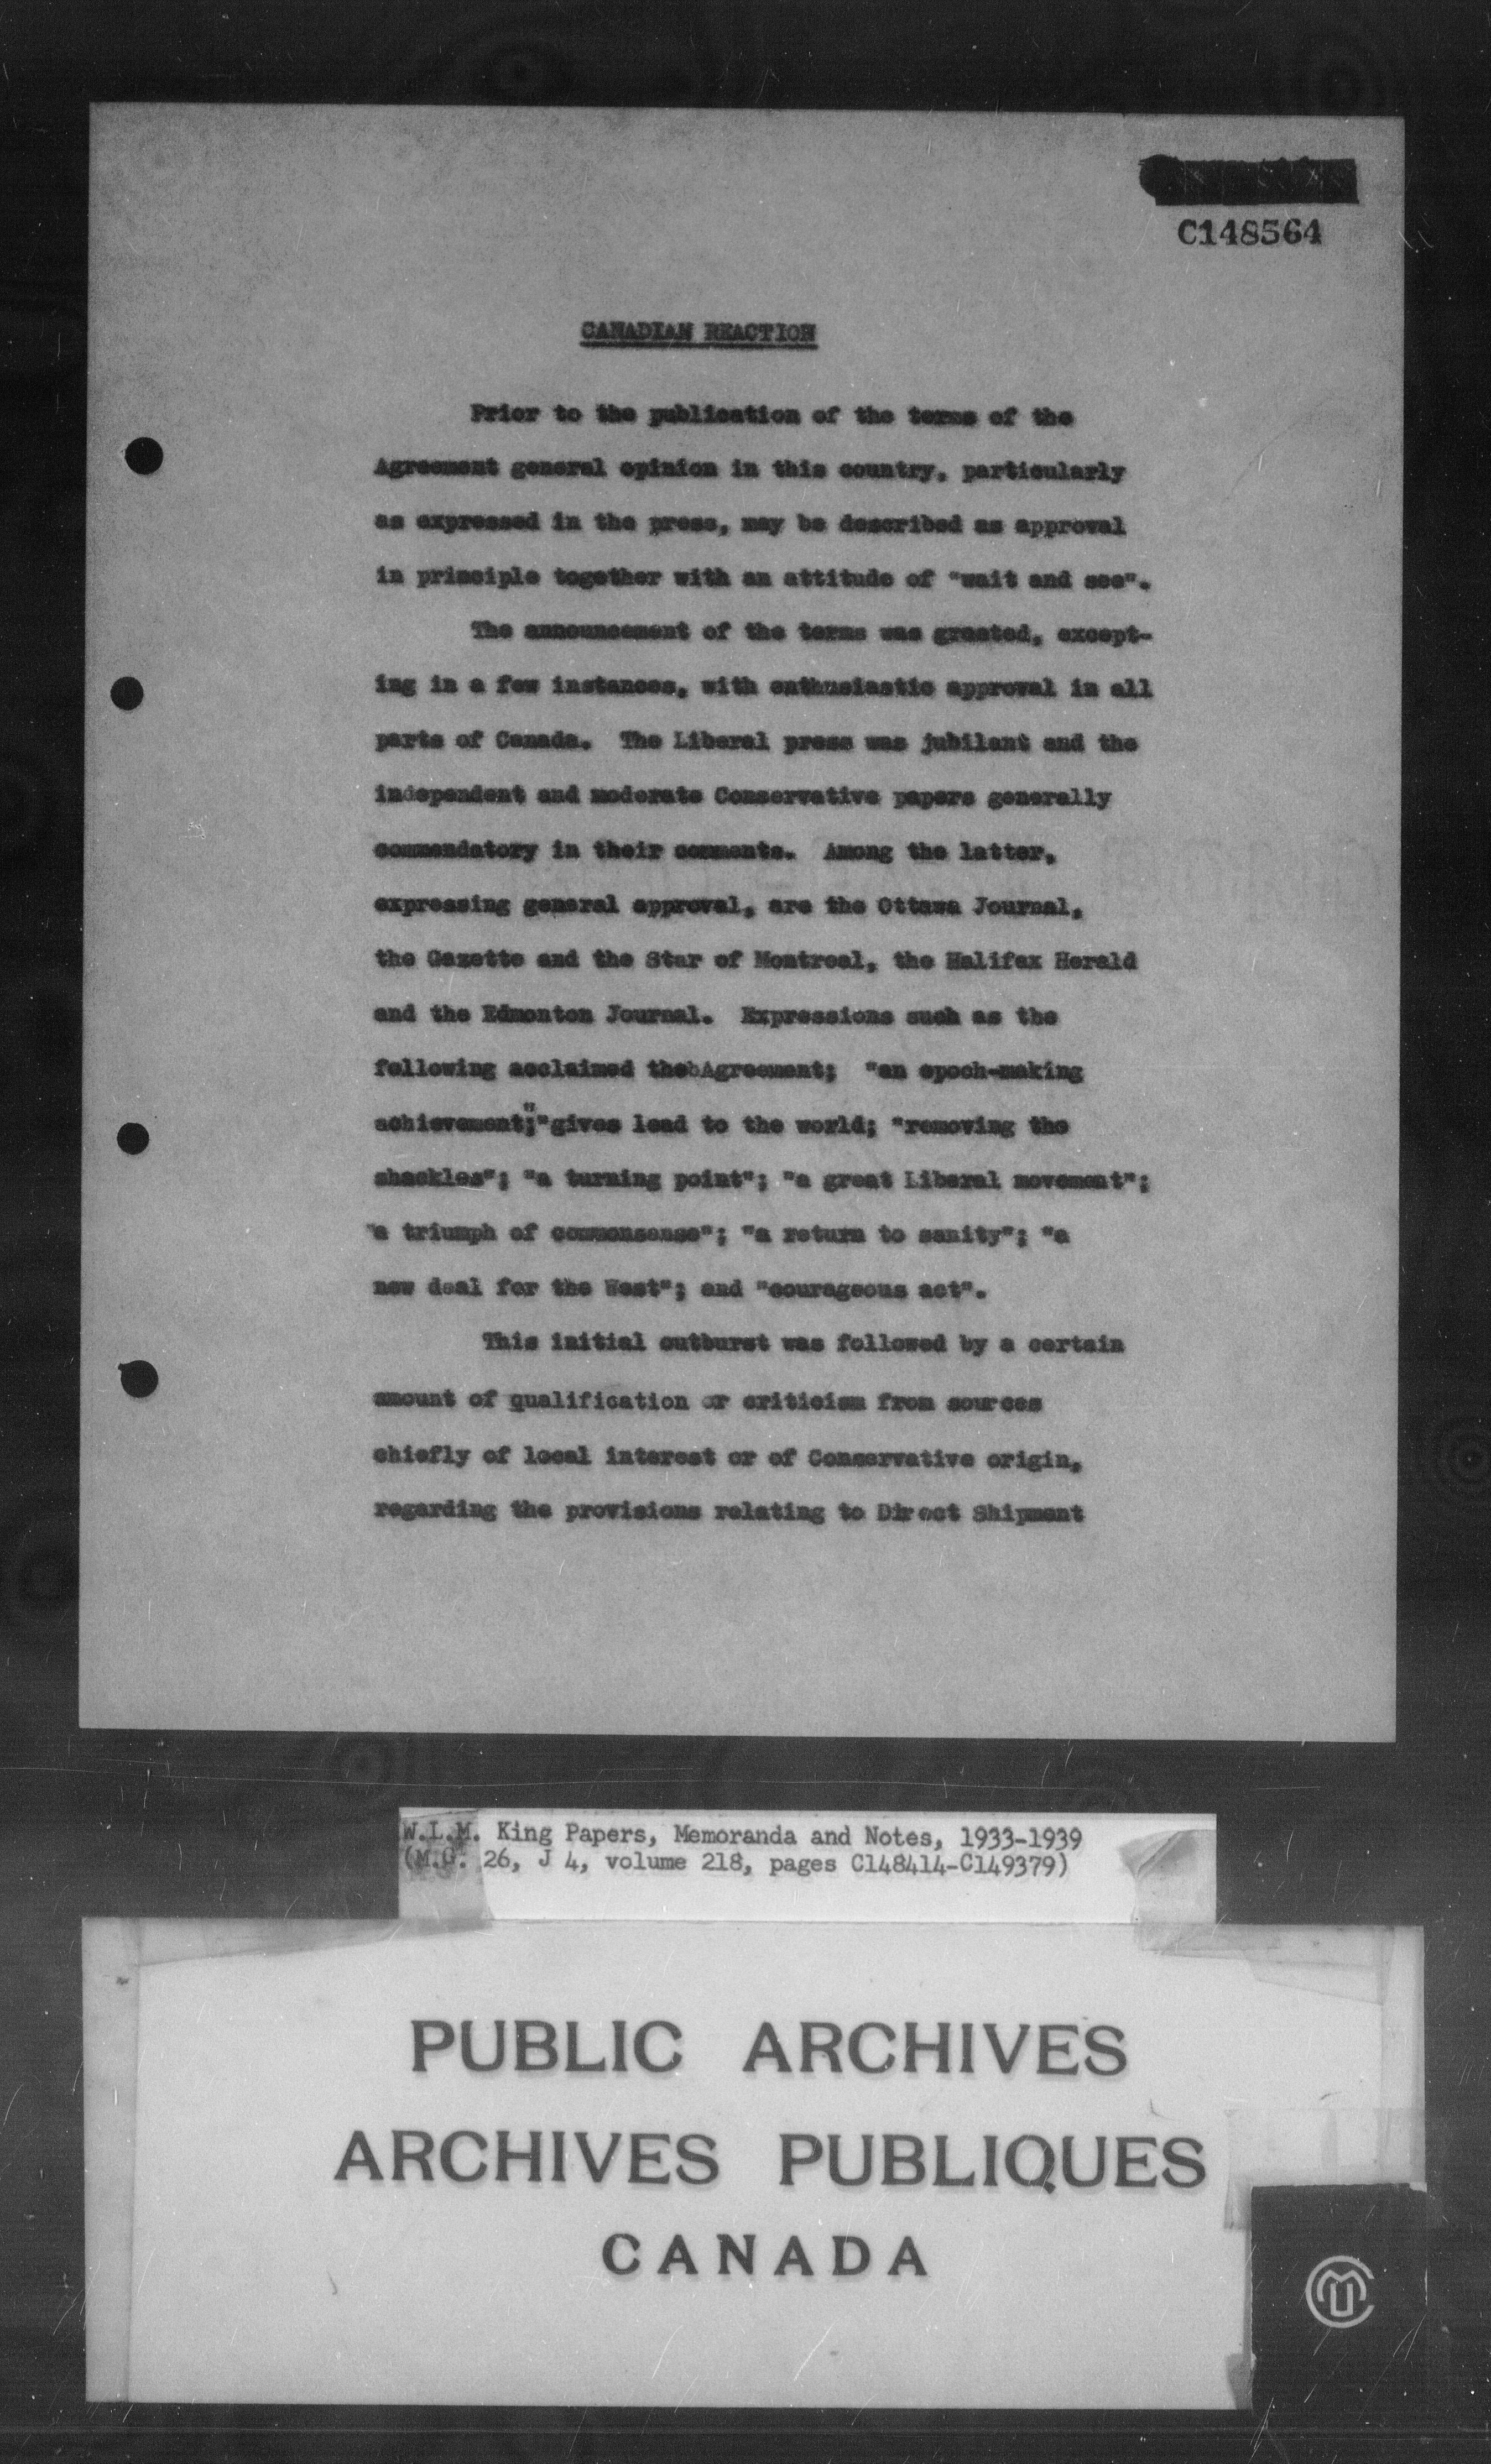 C148564
CANADIAN REACTION
Prior to the publication of the terms of the
Agreement general opinion in this country, particularly
as expressed in the press, may be described as approval
in principle together with an attitude of "wait and see".
The announcement of the terms was greeted, except-
ing in a few instances, with enthusiastic approval in all
parts of Canada. The Liberal press was jubilant and the
independent and moderate Conservative papers generally
commendatory in their comments. Among the latter,
expressing general approval, are the Ottawa Journal,
the Gazette and the Star of Montreal, the Halifax Herald
and the Edmonton Journal. Expressions such as the
following acclaimed thebAgreement; "an epoch-making
achievement";"gives lead to the world; "removing the
shackles"; "a turning point"; "a great Liberal movement";
"a triumph of commonsense"; "a return to sanity"; "a
new deal for the West"; and "courageous act".
This initial outburst was followed by a certain
amount of qualification or criticism from sources
chiefly of local interest or of Conservative origin,
regarding the provisions relating to Direct Shipment
W.L.M. King Papers, Memoranda and Notes, 1933-1939
(M.G. 26, J 4, volume 218, pages C148414-C149379)
PUBLIC ARCHIVES
ARCHIVES PUBLIQUES
CANADA